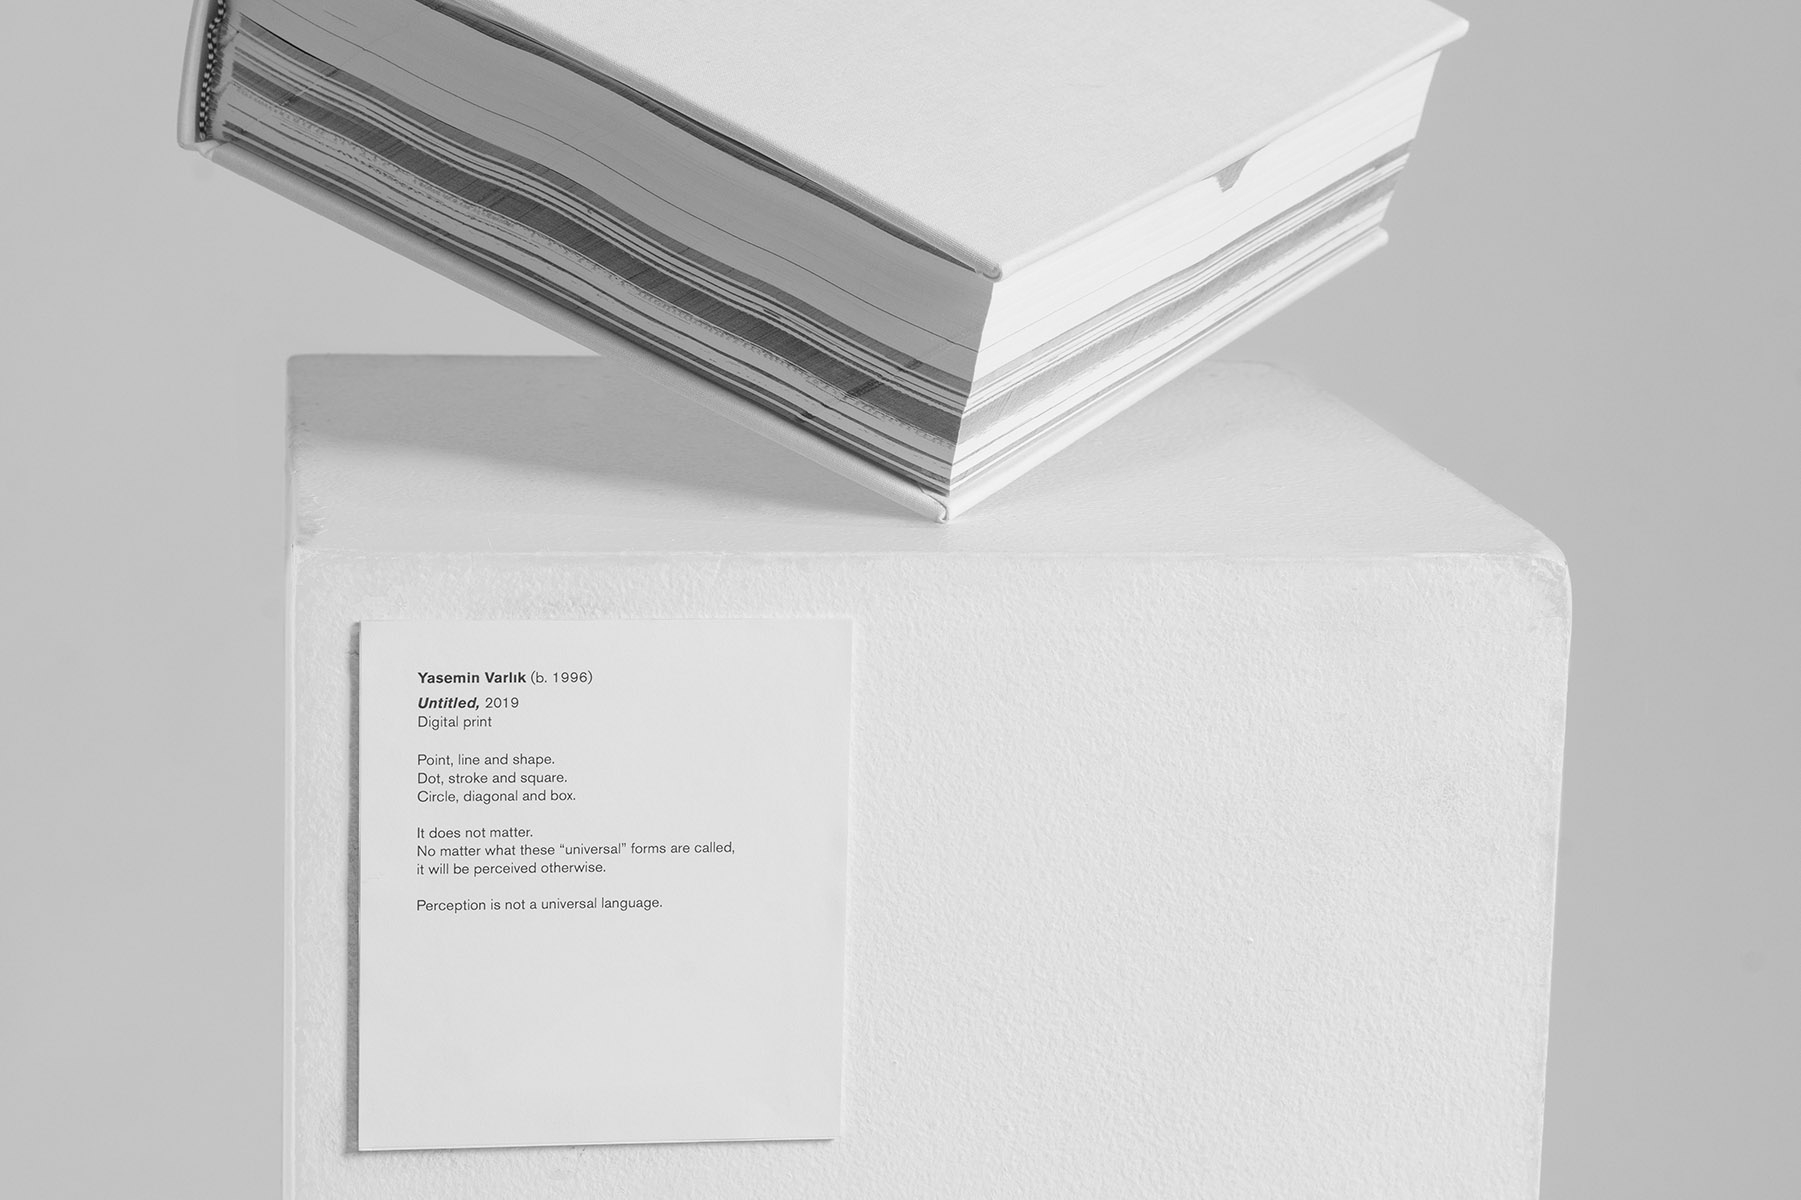 Yasemin Varlık (b. 1996)
Untitled, 2019
Digital print
Point, line and shape.
Dot, stroke and square.
Circle, diagonal and box.
It does not matter.
No matter what these “universal” forms are called,
it will be perceived otherwise.
Perception is not a universal language.